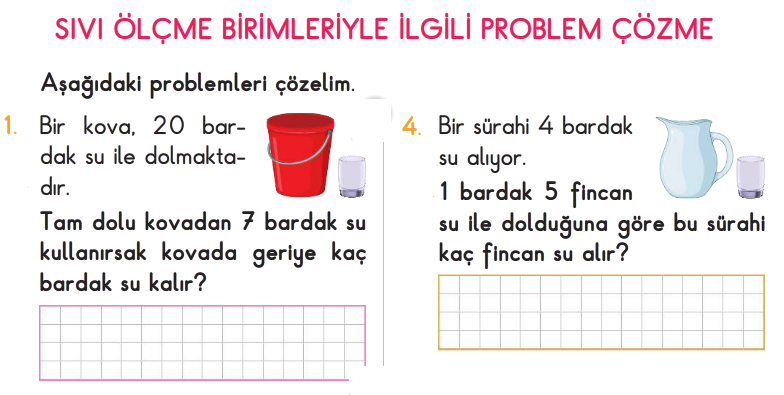 SIVI ÖLÇME BİRİMLERİYLE İLGİLİ PROBLEM ÇÖZME
Aşağıdaki problemleri çözelim.
1. Bir kova, 20 bar-
dak su ile dolmakta-
dır.
Tam dolu kovadan 7 bardak su
kullanırsak kovada geriye kaç
bardak su kalır?
4. Bir sürahi 4 bardak
su alıyor.
1 bardak 5 fincan
su ile dolduğuna göre bu sürahi
kaç fincan su alır?